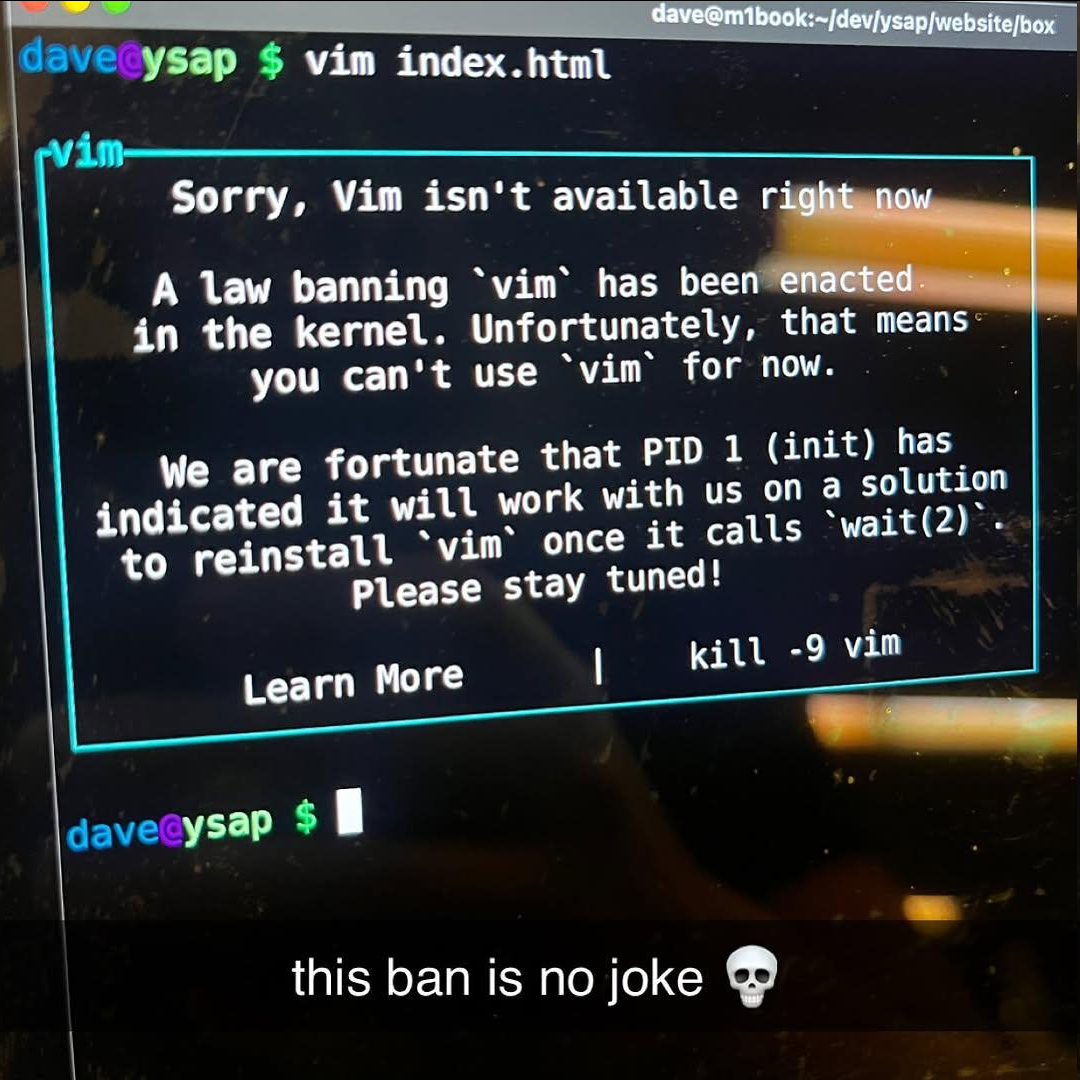 dave@m1book:~/dev/ysap/website/box
dave@ysap $ vim index.html
vim
Sorry, Vim isn't available right now
A law banning `vim` has been enacted
in the kernel. Unfortunately, that means
you can't use `vim` for now.
We are fortunate that PID 1 (init) has
indicated it will work with us on a solution
to reinstall `vim` once it calls `wait(2)`.
Please stay tuned!
Learn More | kill -9 vim
dave@ysap $
this ban is no joke 💀